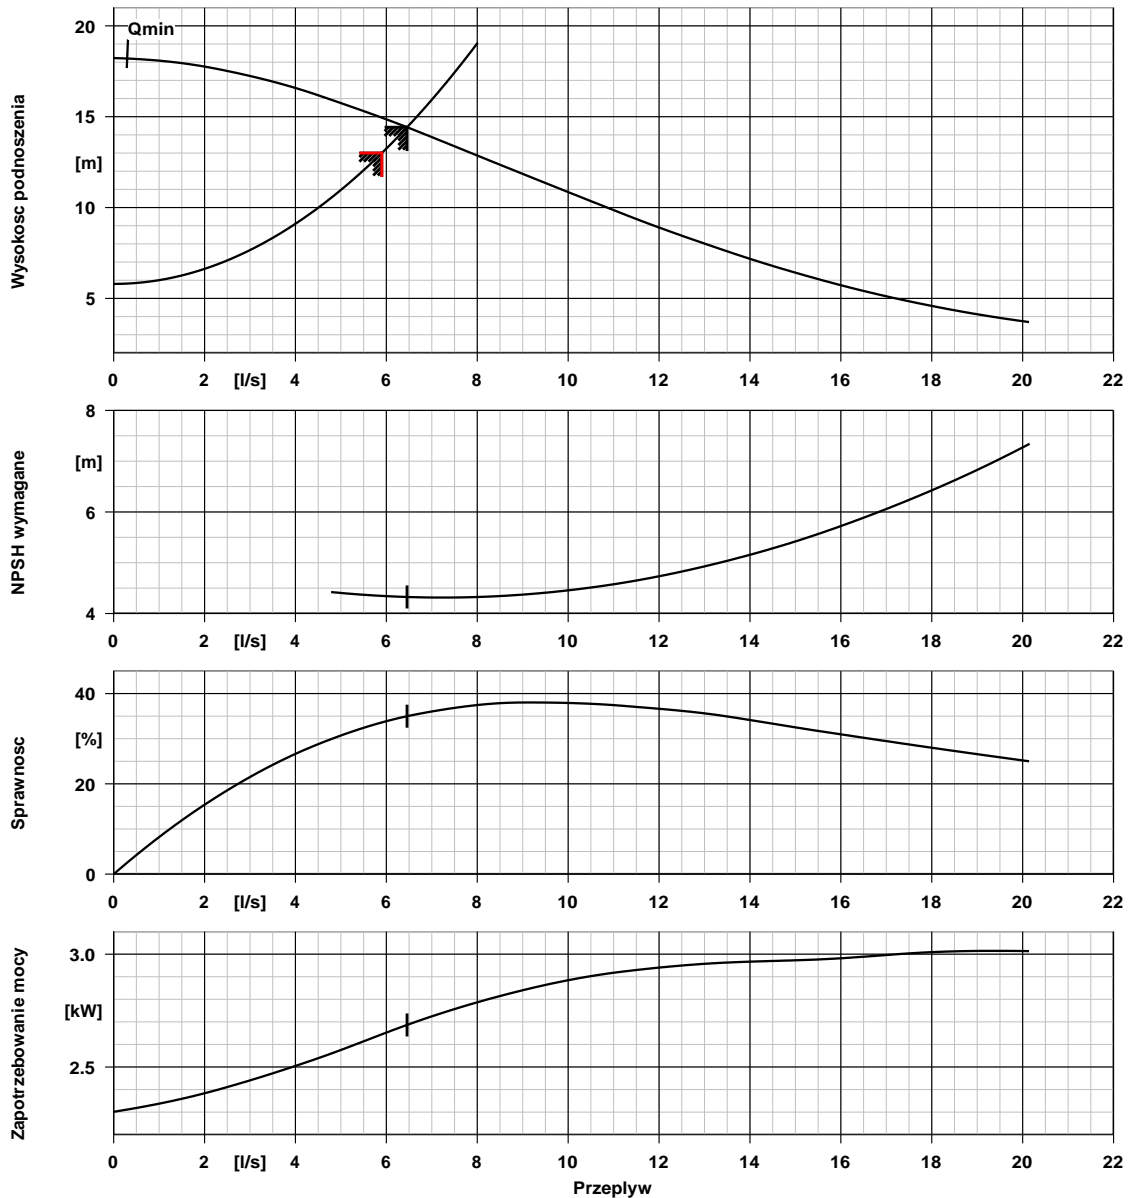 20
Qmin
15
[m]
10
5
Wysokosc podnoszenia
0 2 [l/s] 4 6 8 10 12 14 16 18 20 22
8
[m]
6
4
NPSH wymagane
0 2 [l/s] 4 6 8 10 12 14 16 18 20 22
40
[%]
20
0
Sprawnosc
0 2 [l/s] 4 6 8 10 12 14 16 18 20 22
3.0
[kW]
2.5
Zapotrzebowanie mocy
0 2 [l/s] 4 6 8 10 12 14 16 18 20 22
Przeplyw